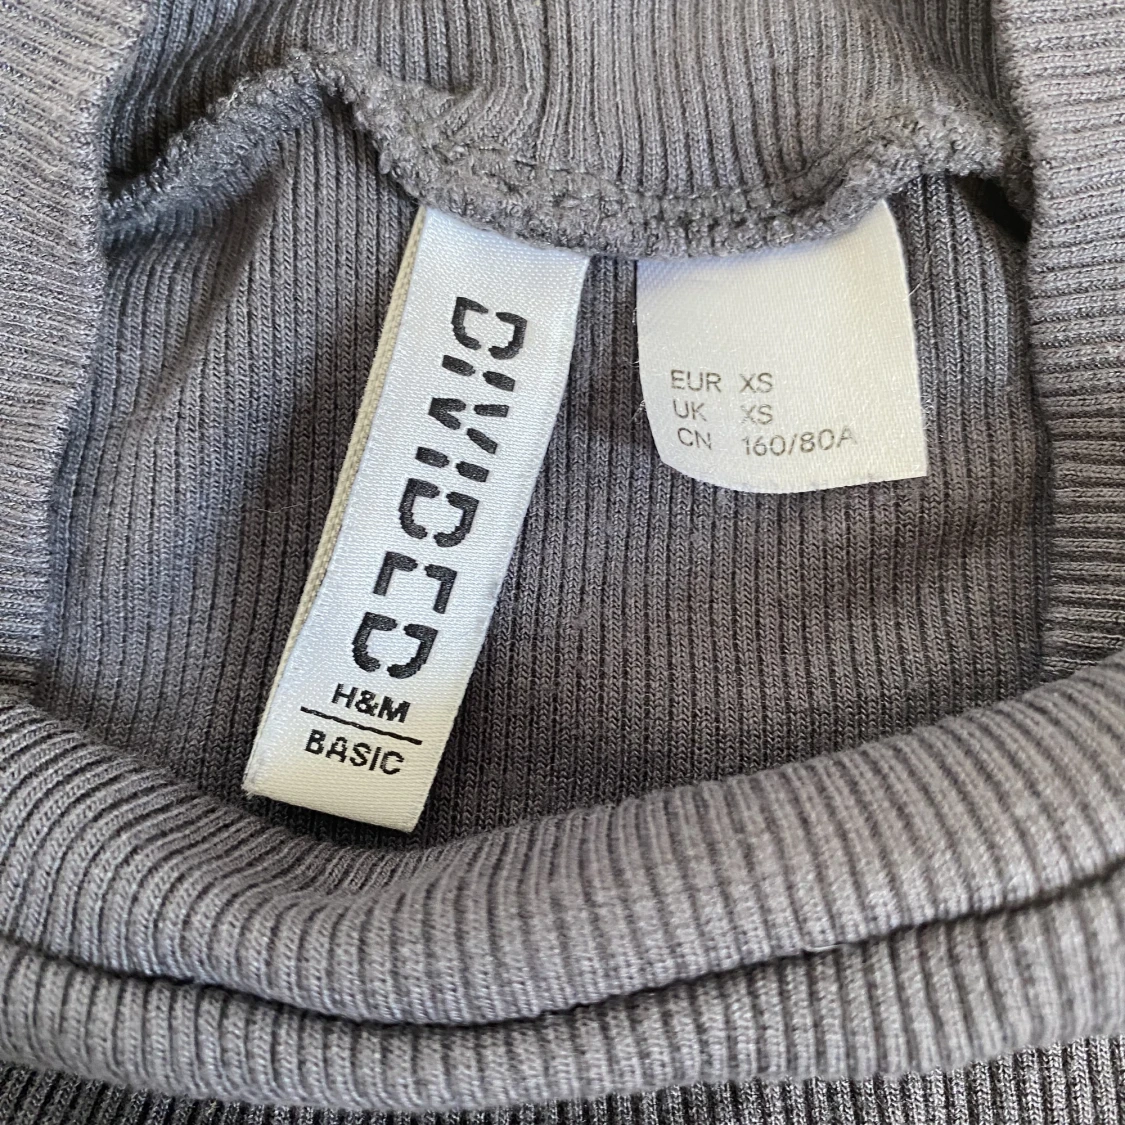 DIVIDED
H&M
BASIC
EUR XS
UK XS
CN 160/80A